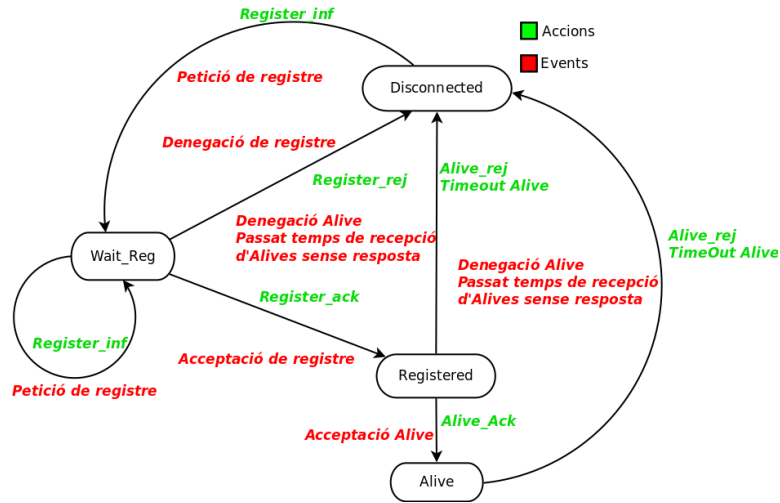 Register_inf
Accions
Events
Petició de registre
Disconnected
Denegació de registre
Register_rej
Alive_rej
Timeout Alive
Denegació Alive
Passat temps de recepció
d'Alives sense resposta
Alive_rej
TimeOut Alive
Wait_Reg
Denegació Alive
Passat temps de recepció
d'Alives sense resposta
Register_ack
Register_inf
Acceptació de registre
Registered
Petició de registre
Alive_Ack
Acceptació Alive
Alive